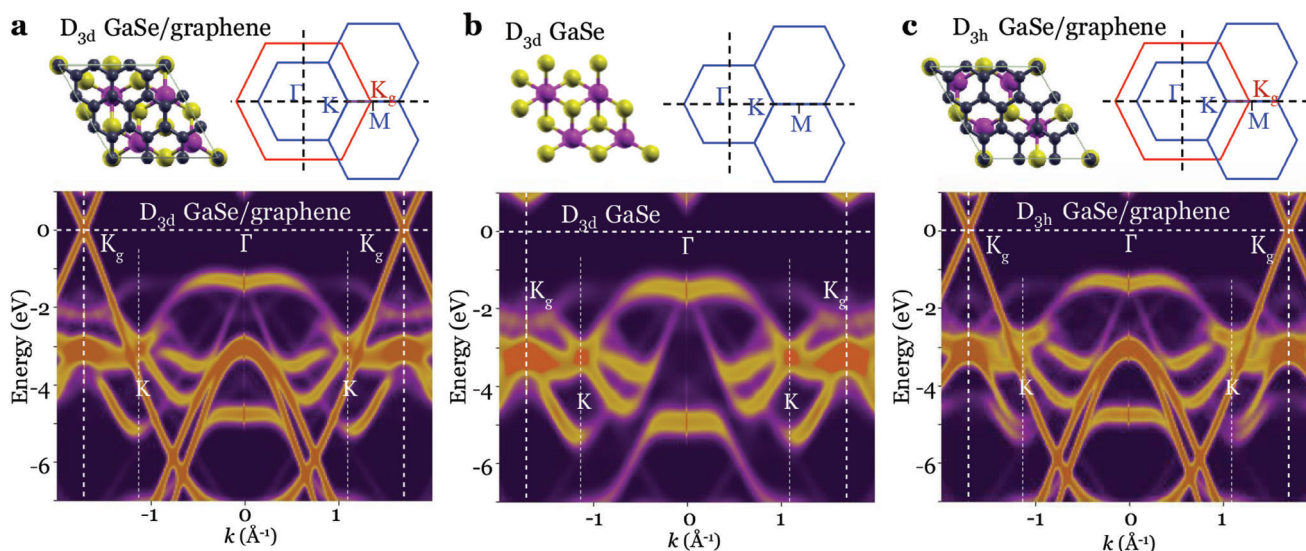 a D3d GaSe/graphene
Γ
K
Kg
M
D3d GaSe/graphene
Γ
Kg
Kg
K
K
0
-2
-4
-6
Energy (eV)
-1
0
1
k (Å⁻¹)
b D3d GaSe
Γ
K
M
D3d GaSe
Γ
Kg
Kg
K
K
0
-2
-4
-6
Energy (eV)
-1
0
1
k (Å⁻¹)
c D3h GaSe/graphene
Γ
K
Kg
M
D3h GaSe/graphene
Γ
Kg
Kg
K
K
0
-2
-4
-6
Energy (eV)
-1
0
1
k (Å⁻¹)